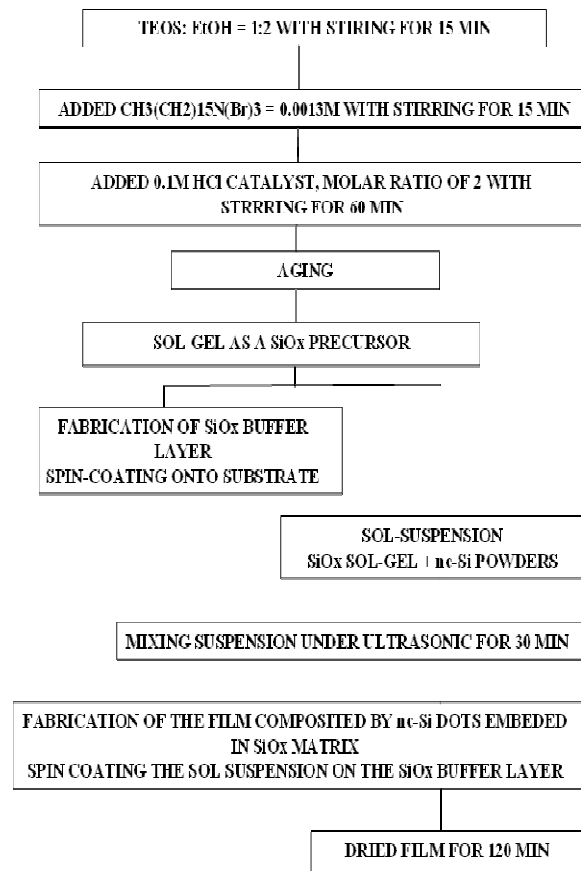 TEOS: EtOH = 1:2 WITH STIRING FOR 15 MIN
ADDED CH3(CH2)15N(Br)3 = 0.0013M WITH STIRRING FOR 15 MIN
ADDED 0.1M HCl CATALYST, MOLAR RATIO OF 2 WITH
STRRRING FOR 60 MIN
AGING
SOL GEL AS A SiOx PRECURSOR
FABRICATION OF SiOx BUFFER
LAYER
SPIN-COATING ONTO SUBSTRATE
SOL-SUSPENSION
SiOx SOL-GEL + nc-Si POWDERS
MIXING SUSPENSION UNDER ULTRASONIC FOR 30 MIN
FABRICATION OF THE FILM COMPOSITED BY nc-Si DOTS EMBEDED
IN SiOx MATRIX
SPIN COATING THE SOL SUSPENSION ON THE SiOx BUFFER LAYER
DRIED FILM FOR 120 MIN